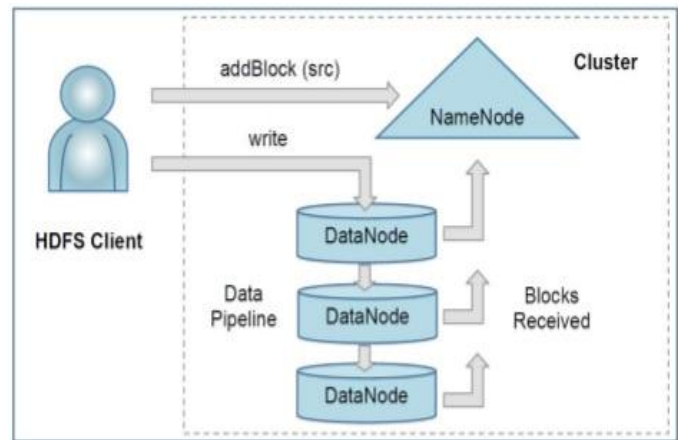 addBlock (src)
Cluster
NameNode
write
HDFS Client
DataNode
Data
Pipeline
DataNode
Blocks
Received
DataNode